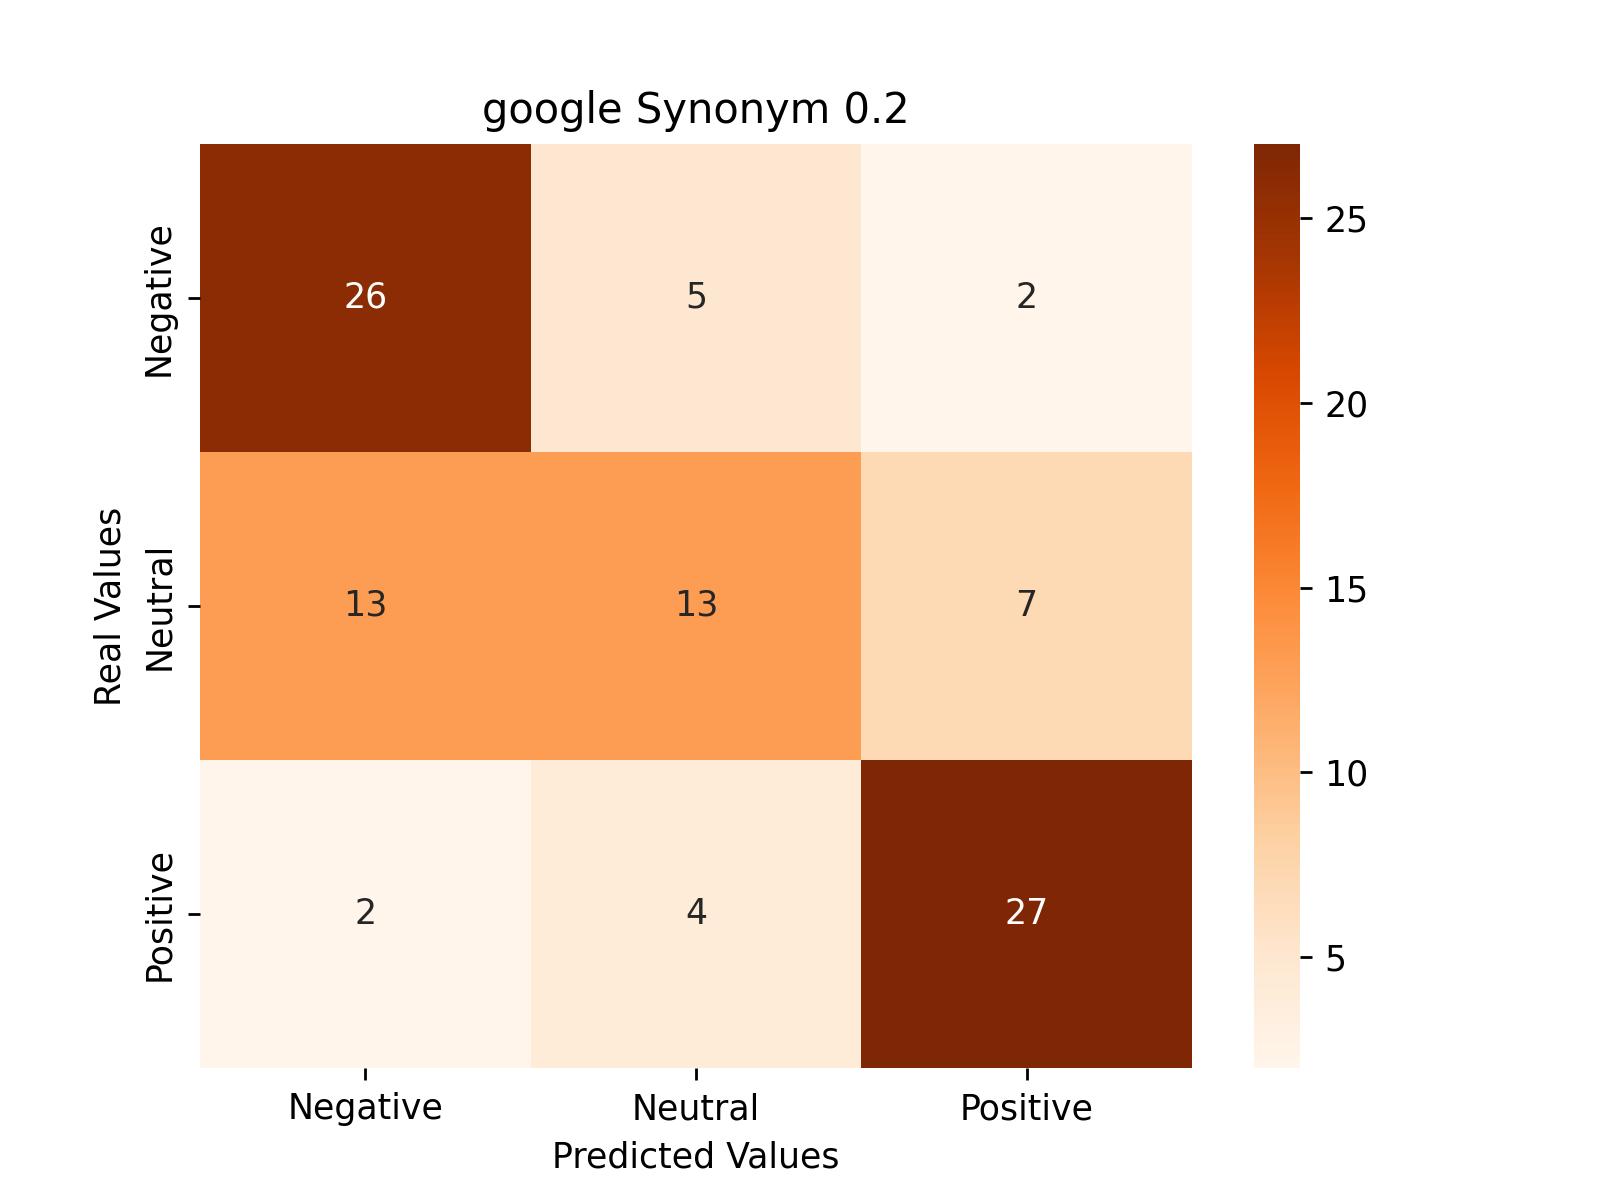 google Synonym 0.2
Real Values
Negative
26 5 2
Neutral
13 13 7
Positive
2 4 27
Negative Neutral Positive
Predicted Values
25
20
15
10
5